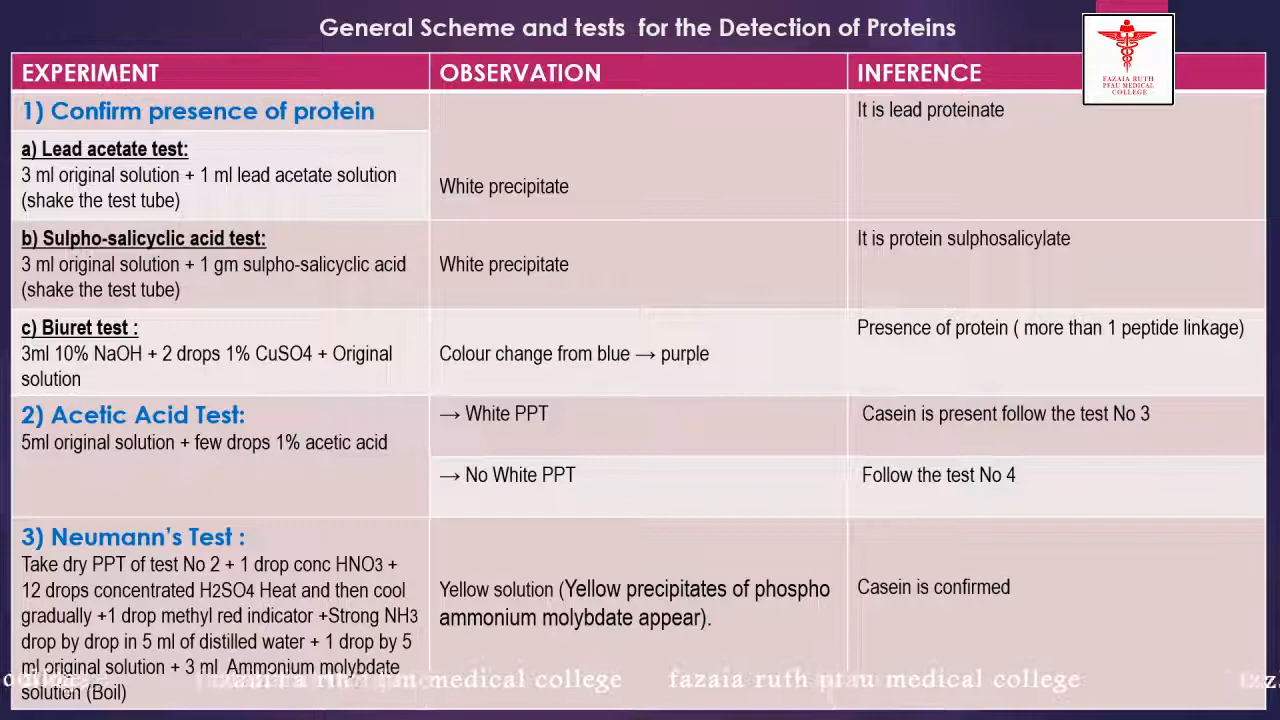 General Scheme and tests for the Detection of Proteins
FAZAIA RUTH
PFAU MEDICAL
COLLEGE
EXPERIMENT OBSERVATION INFERENCE
1) Confirm presence of protein
It is lead proteinate
a) Lead acetate test:
3 ml original solution + 1 ml lead acetate solution
(shake the test tube)
White precipitate
b) Sulpho-salicyclic acid test:
3 ml original solution + 1 gm sulpho-salicyclic acid
(shake the test tube)
White precipitate
It is protein sulphosalicylate
c) Biuret test :
3ml 10% NaOH + 2 drops 1% CuSO4 + Original
solution
Colour change from blue → purple
Presence of protein ( more than 1 peptide linkage)
2) Acetic Acid Test:
5ml original solution + few drops 1% acetic acid
→ White PPT
Casein is present follow the test No 3
→ No White PPT
Follow the test No 4
3) Neumann’s Test :
Take dry PPT of test No 2 + 1 drop conc HNO3 +
12 drops concentrated H2SO4 Heat and then cool
gradually +1 drop methyl red indicator +Strong NH3
drop by drop in 5 ml of distilled water + 1 drop by 5
ml original solution + 3 ml Ammonium molybdate
solution (Boil)
Yellow solution (Yellow precipitates of phospho
ammonium molybdate appear).
Casein is confirmed
medical college fazaia ruth pfau medical college